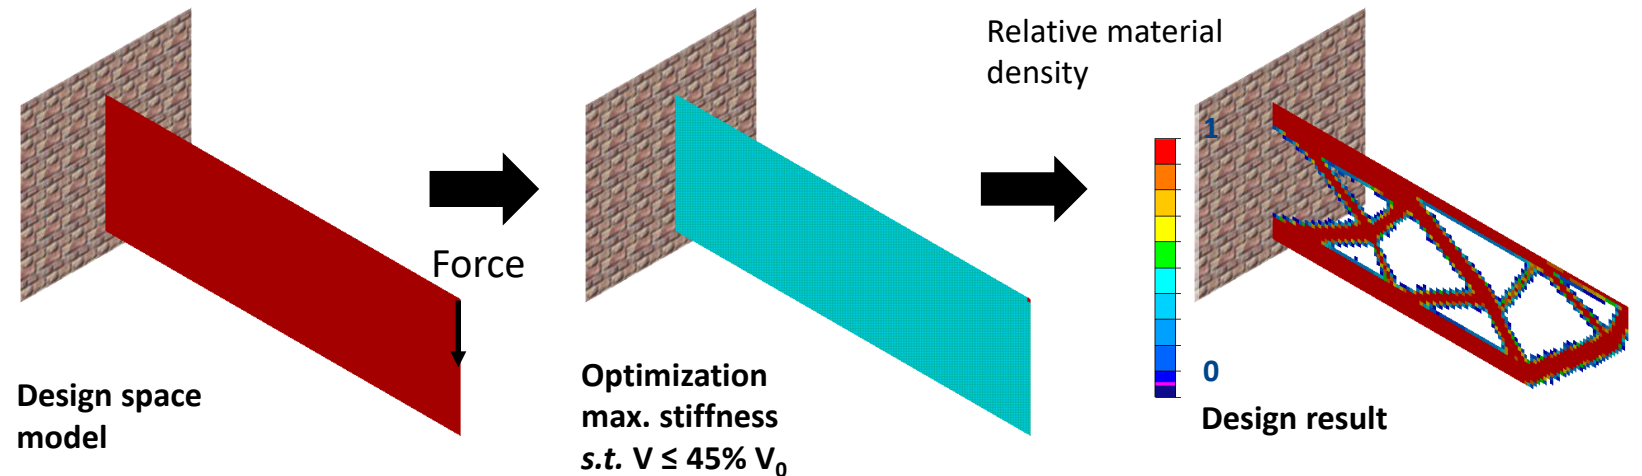 Design space
model
Force
Optimization
max. stiffness
s.t. V ≤ 45% V₀
Relative material
density
1
0
Design result